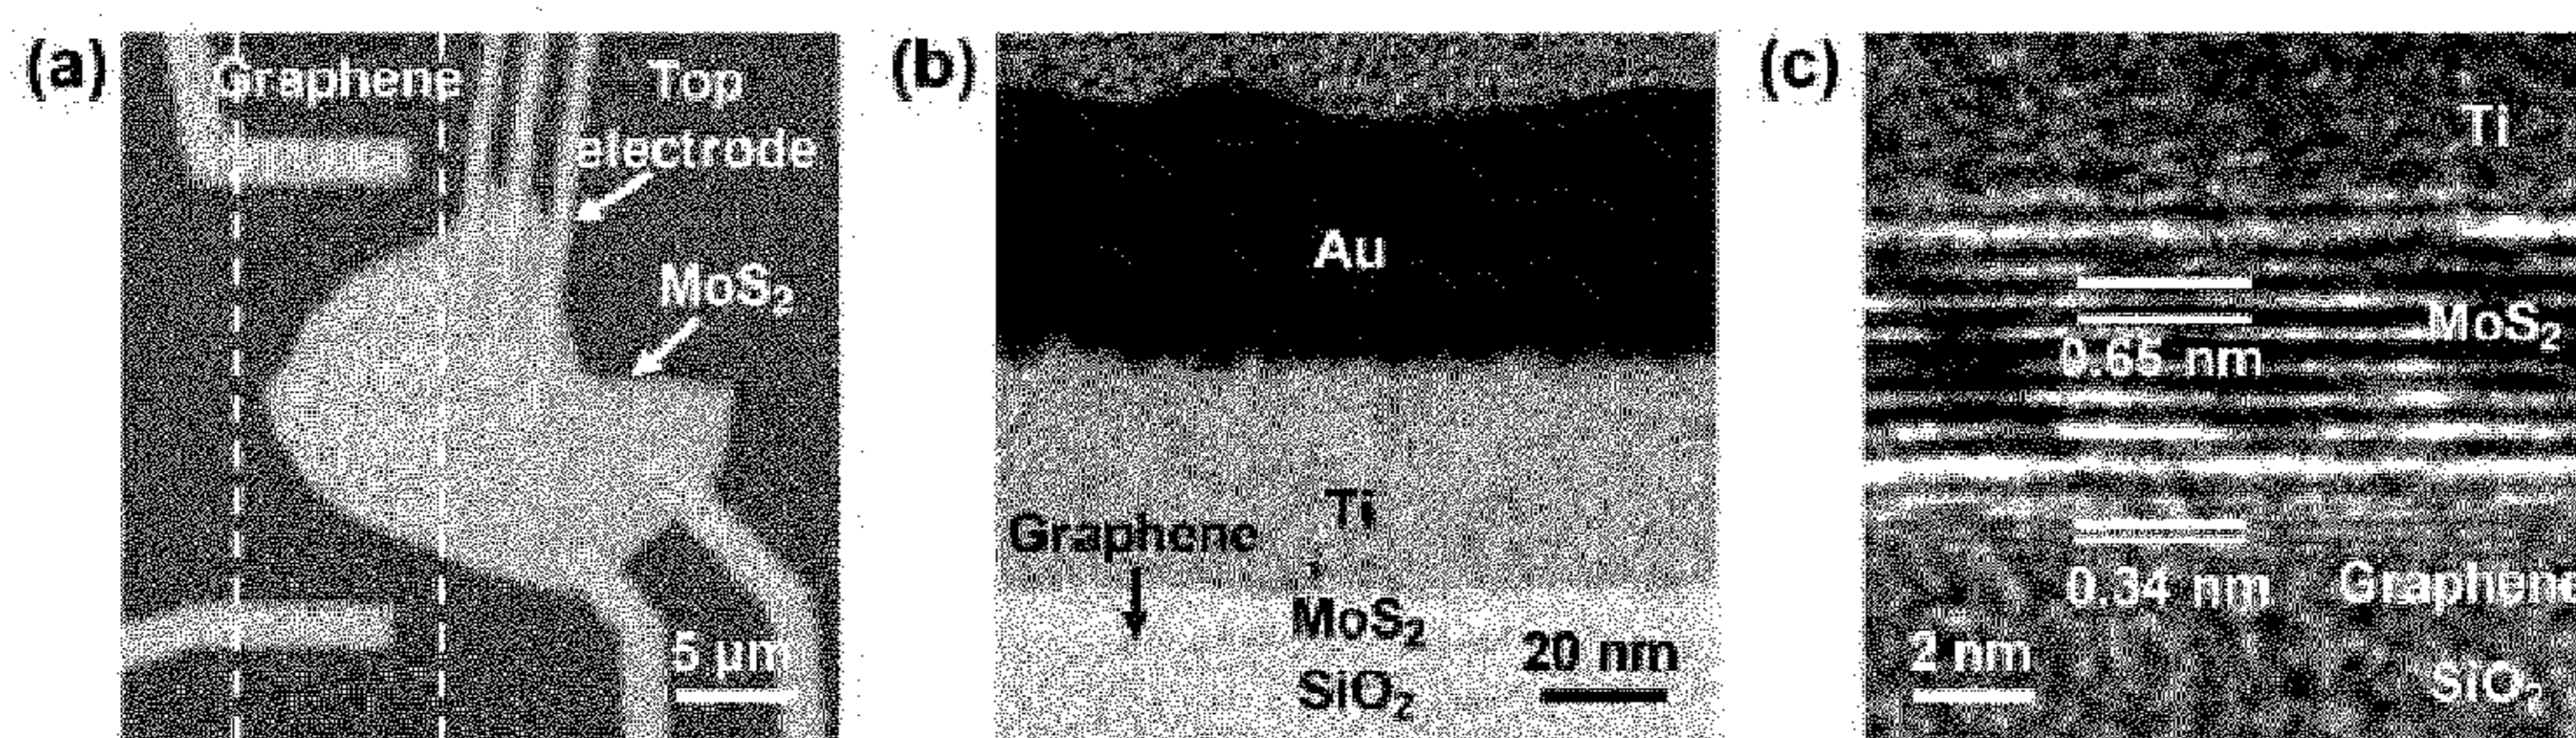 (a)
Graphene
Top
electrode
MoS₂
5 µm
(b)
Au
Ti
Graphene
MoS₂
SiO₂
20 nm
(c)
Ti
MoS₂
0.65 nm
0.34 nm
Graphene
2 nm
SiO₂